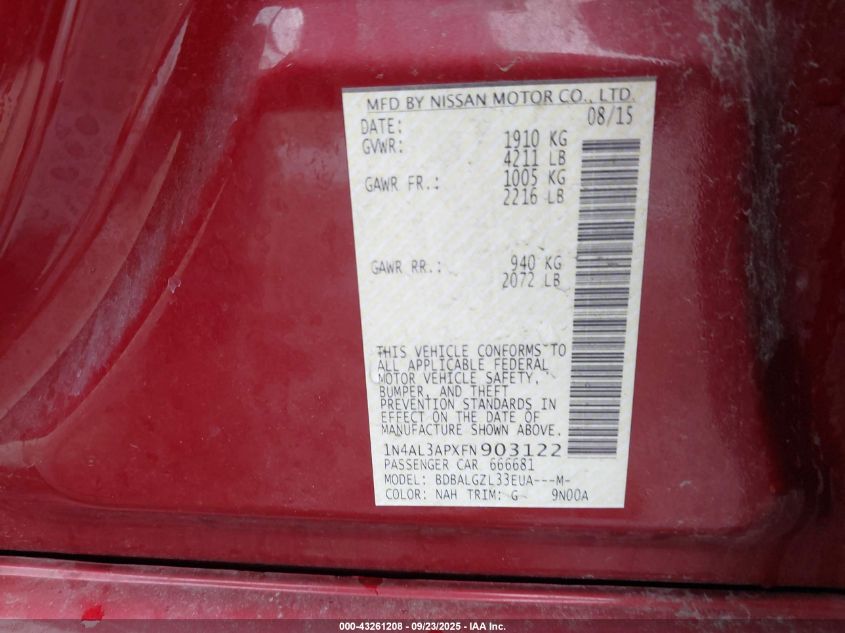 MFD BY NISSAN MOTOR CO., LTD.
DATE: 08/15
GVWR: 1910 KG
4211 LB
GAWR FR.: 1005 KG
2216 LB
GAWR RR.: 940 KG
2072 LB
THIS VEHICLE CONFORMS TO
ALL APPLICABLE FEDERAL
MOTOR VEHICLE SAFETY,
BUMPER, AND THEFT
PREVENTION STANDARDS IN
EFFECT ON THE DATE OF
MANUFACTURE SHOWN ABOVE.
1N4AL3APXFN903122
PASSENGER CAR 666681
MODEL: BDBALGZL33EUA---M-
COLOR: NAH TRIM: G 9N00A
000-43261208 - 09/23/2025 - IAA Inc.